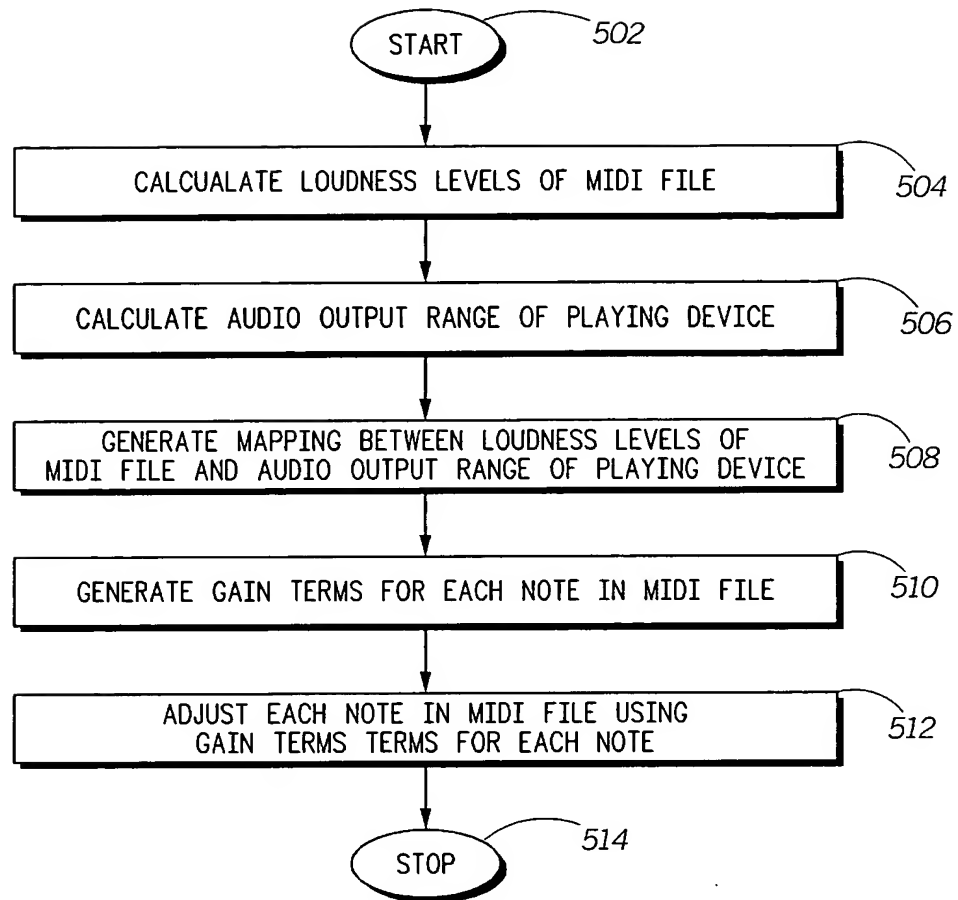 START
502
CALCUALATE LOUDNESS LEVELS OF MIDI FILE
504
CALCULATE AUDIO OUTPUT RANGE OF PLAYING DEVICE
506
GENERATE MAPPING BETWEEN LOUDNESS LEVELS OF
MIDI FILE AND AUDIO OUTPUT RANGE OF PLAYING DEVICE
508
GENERATE GAIN TERMS FOR EACH NOTE IN MIDI FILE
510
ADJUST EACH NOTE IN MIDI FILE USING
GAIN TERMS TERMS FOR EACH NOTE
512
STOP
514